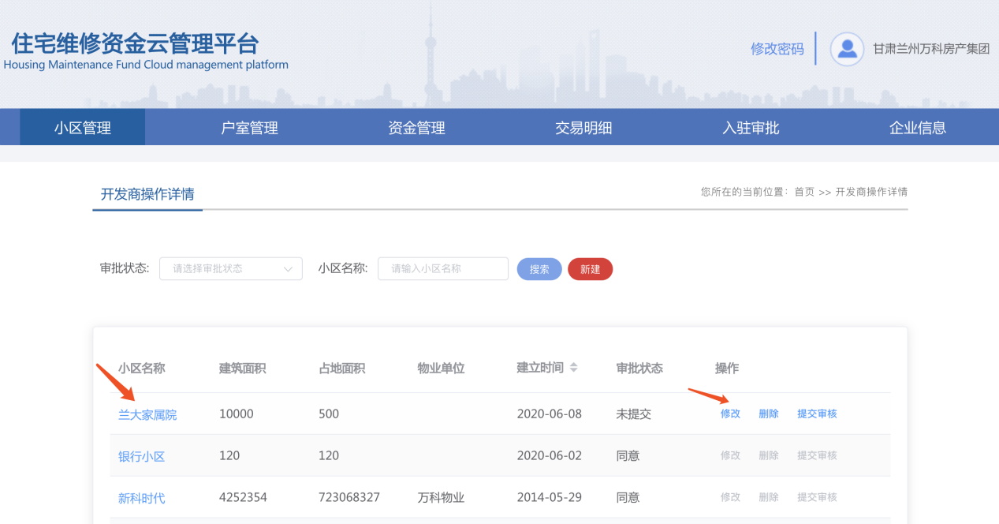 住宅维修资金云管理平台
Housing Maintenance Fund Cloud management platform
修改密码
甘肃兰州万科房产集团
小区管理 户室管理 资金管理 交易明细 入驻审批 企业信息
开发商操作详情
您所在的当前位置： 首页 >> 开发商操作详情
审批状态: 请选择审批状态 小区名称: 请输入小区名称 搜索 新建
小区名称 建筑面积 占地面积 物业单位 建立时间 审批状态 操作
兰大家属院 10000 500 2020-06-08 未提交 修改 删除 提交审核
银行小区 120 120 2020-06-02 同意 修改 删除 提交审核
新科时代 4252354 723068327 万科物业 2014-05-29 同意 修改 删除 提交审核